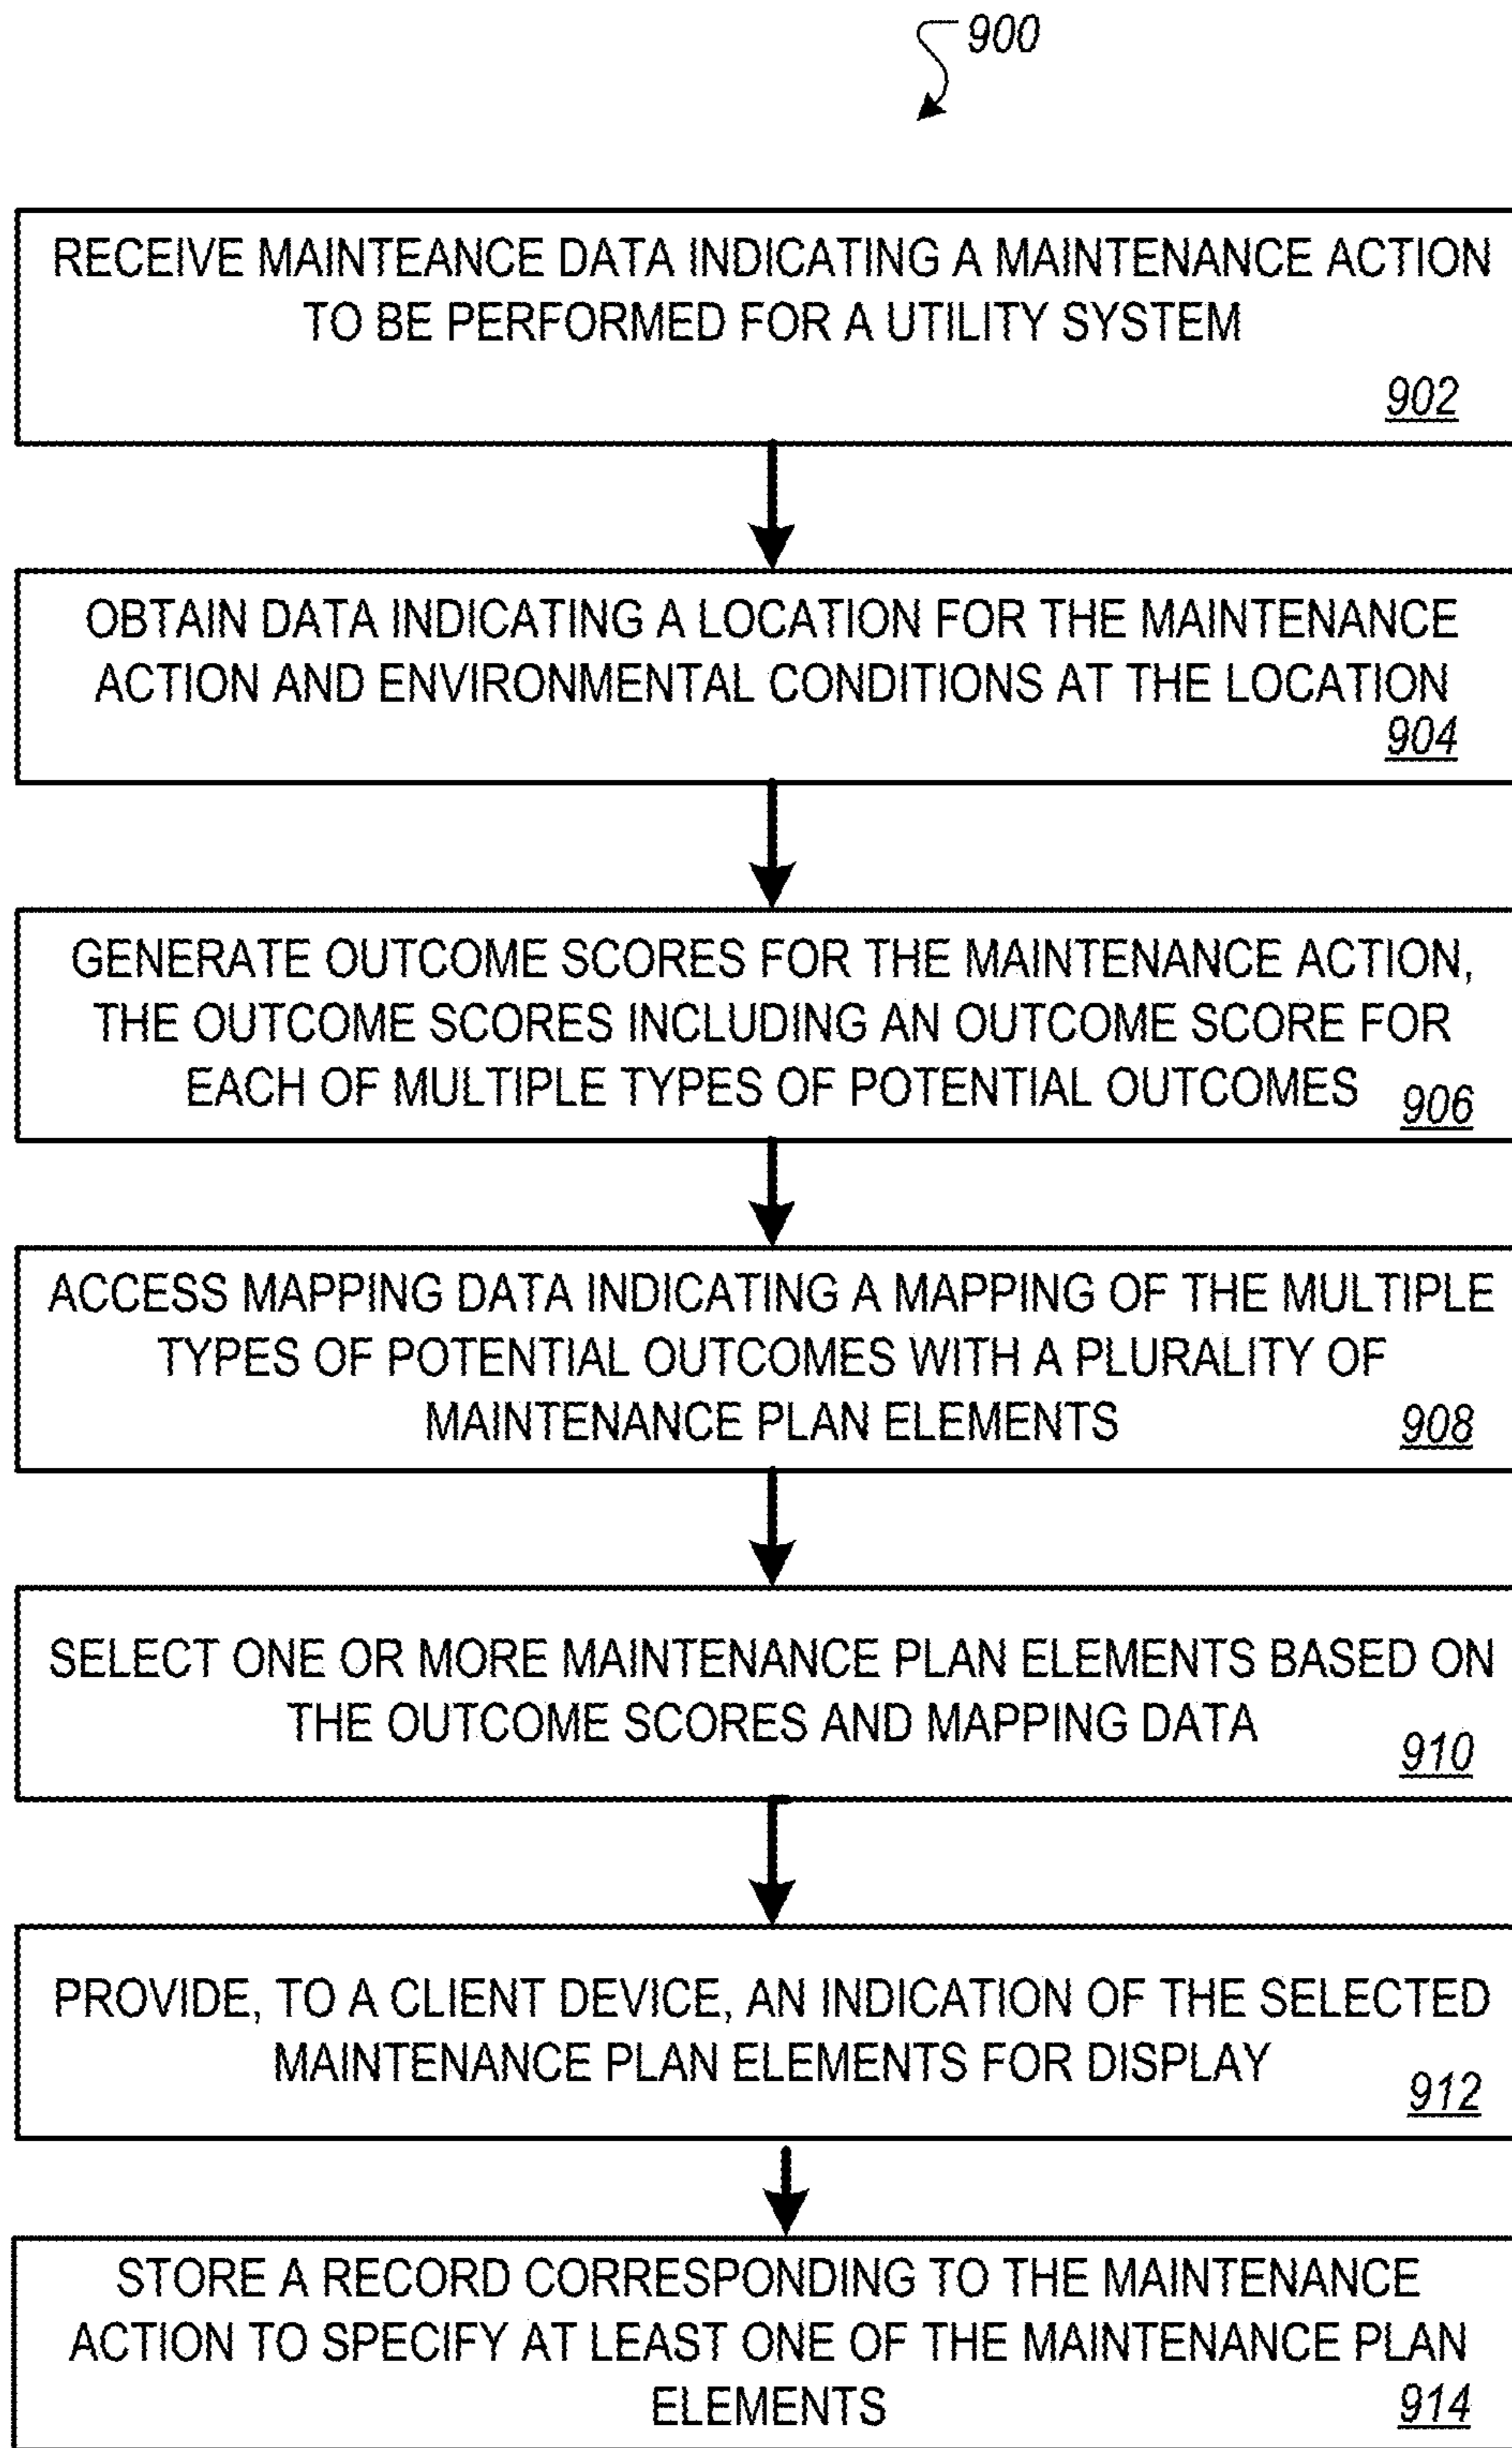 900
RECEIVE MAINTEANCE DATA INDICATING A MAINTENANCE ACTION
TO BE PERFORMED FOR A UTILITY SYSTEM
902
OBTAIN DATA INDICATING A LOCATION FOR THE MAINTENANCE
ACTION AND ENVIRONMENTAL CONDITIONS AT THE LOCATION
904
GENERATE OUTCOME SCORES FOR THE MAINTENANCE ACTION,
THE OUTCOME SCORES INCLUDING AN OUTCOME SCORE FOR
EACH OF MULTIPLE TYPES OF POTENTIAL OUTCOMES 906
ACCESS MAPPING DATA INDICATING A MAPPING OF THE MULTIPLE
TYPES OF POTENTIAL OUTCOMES WITH A PLURALITY OF
MAINTENANCE PLAN ELEMENTS 908
SELECT ONE OR MORE MAINTENANCE PLAN ELEMENTS BASED ON
THE OUTCOME SCORES AND MAPPING DATA
910
PROVIDE, TO A CLIENT DEVICE, AN INDICATION OF THE SELECTED
MAINTENANCE PLAN ELEMENTS FOR DISPLAY
912
STORE A RECORD CORRESPONDING TO THE MAINTENANCE
ACTION TO SPECIFY AT LEAST ONE OF THE MAINTENANCE PLAN
ELEMENTS 914